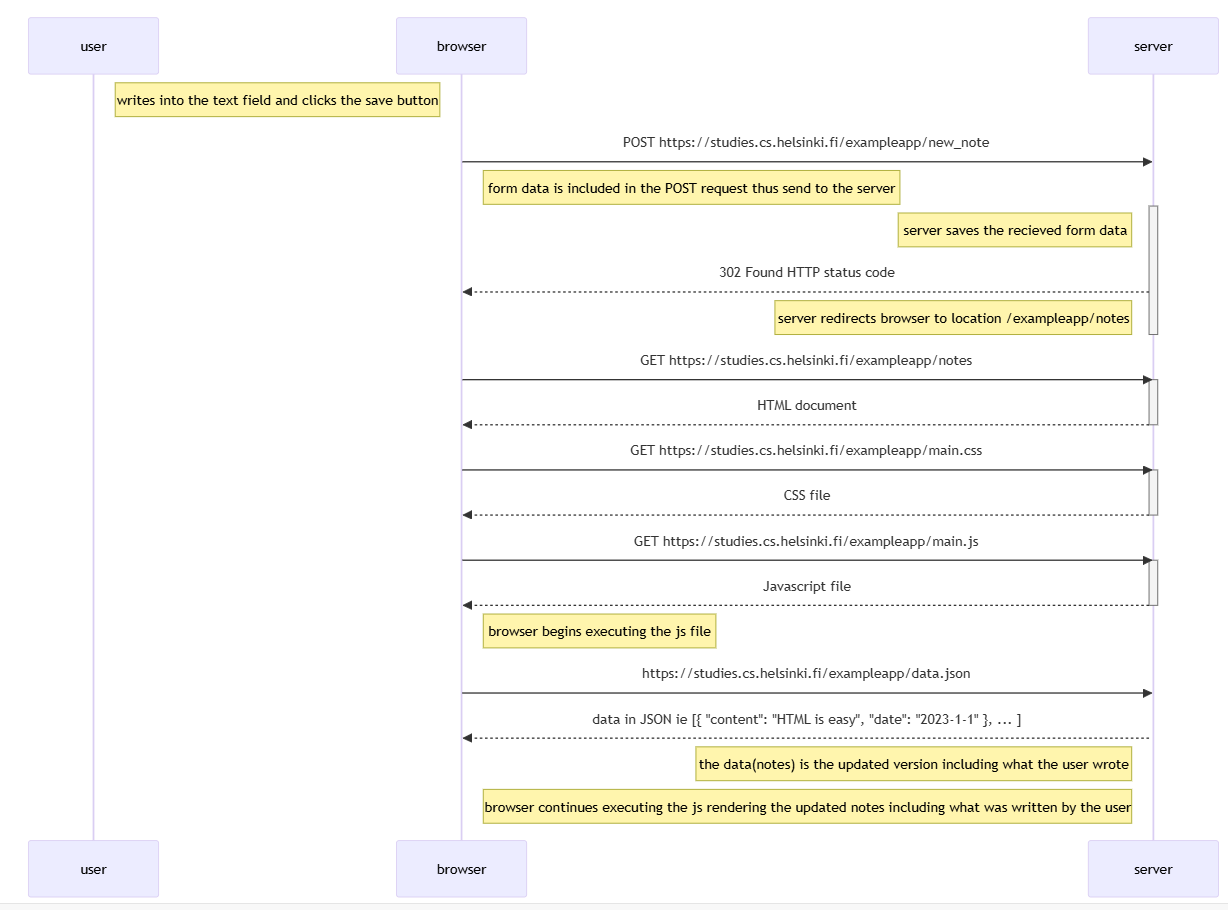 user
browser
server
writes into the text field and clicks the save button
POST https://studies.cs.helsinki.fi/exampleapp/new_note
form data is included in the POST request thus send to the server
server saves the recieved form data
302 Found HTTP status code
server redirects browser to location /exampleapp/notes
GET https://studies.cs.helsinki.fi/exampleapp/notes
HTML document
GET https://studies.cs.helsinki.fi/exampleapp/main.css
CSS file
GET https://studies.cs.helsinki.fi/exampleapp/main.js
Javascript file
browser begins executing the js file
https://studies.cs.helsinki.fi/exampleapp/data.json
data in JSON ie [{ "content": "HTML is easy", "date": "2023-1-1" }, ... ]
the data(notes) is the updated version including what the user wrote
browser continues executing the js rendering the updated notes including what was written by the user
user
browser
server